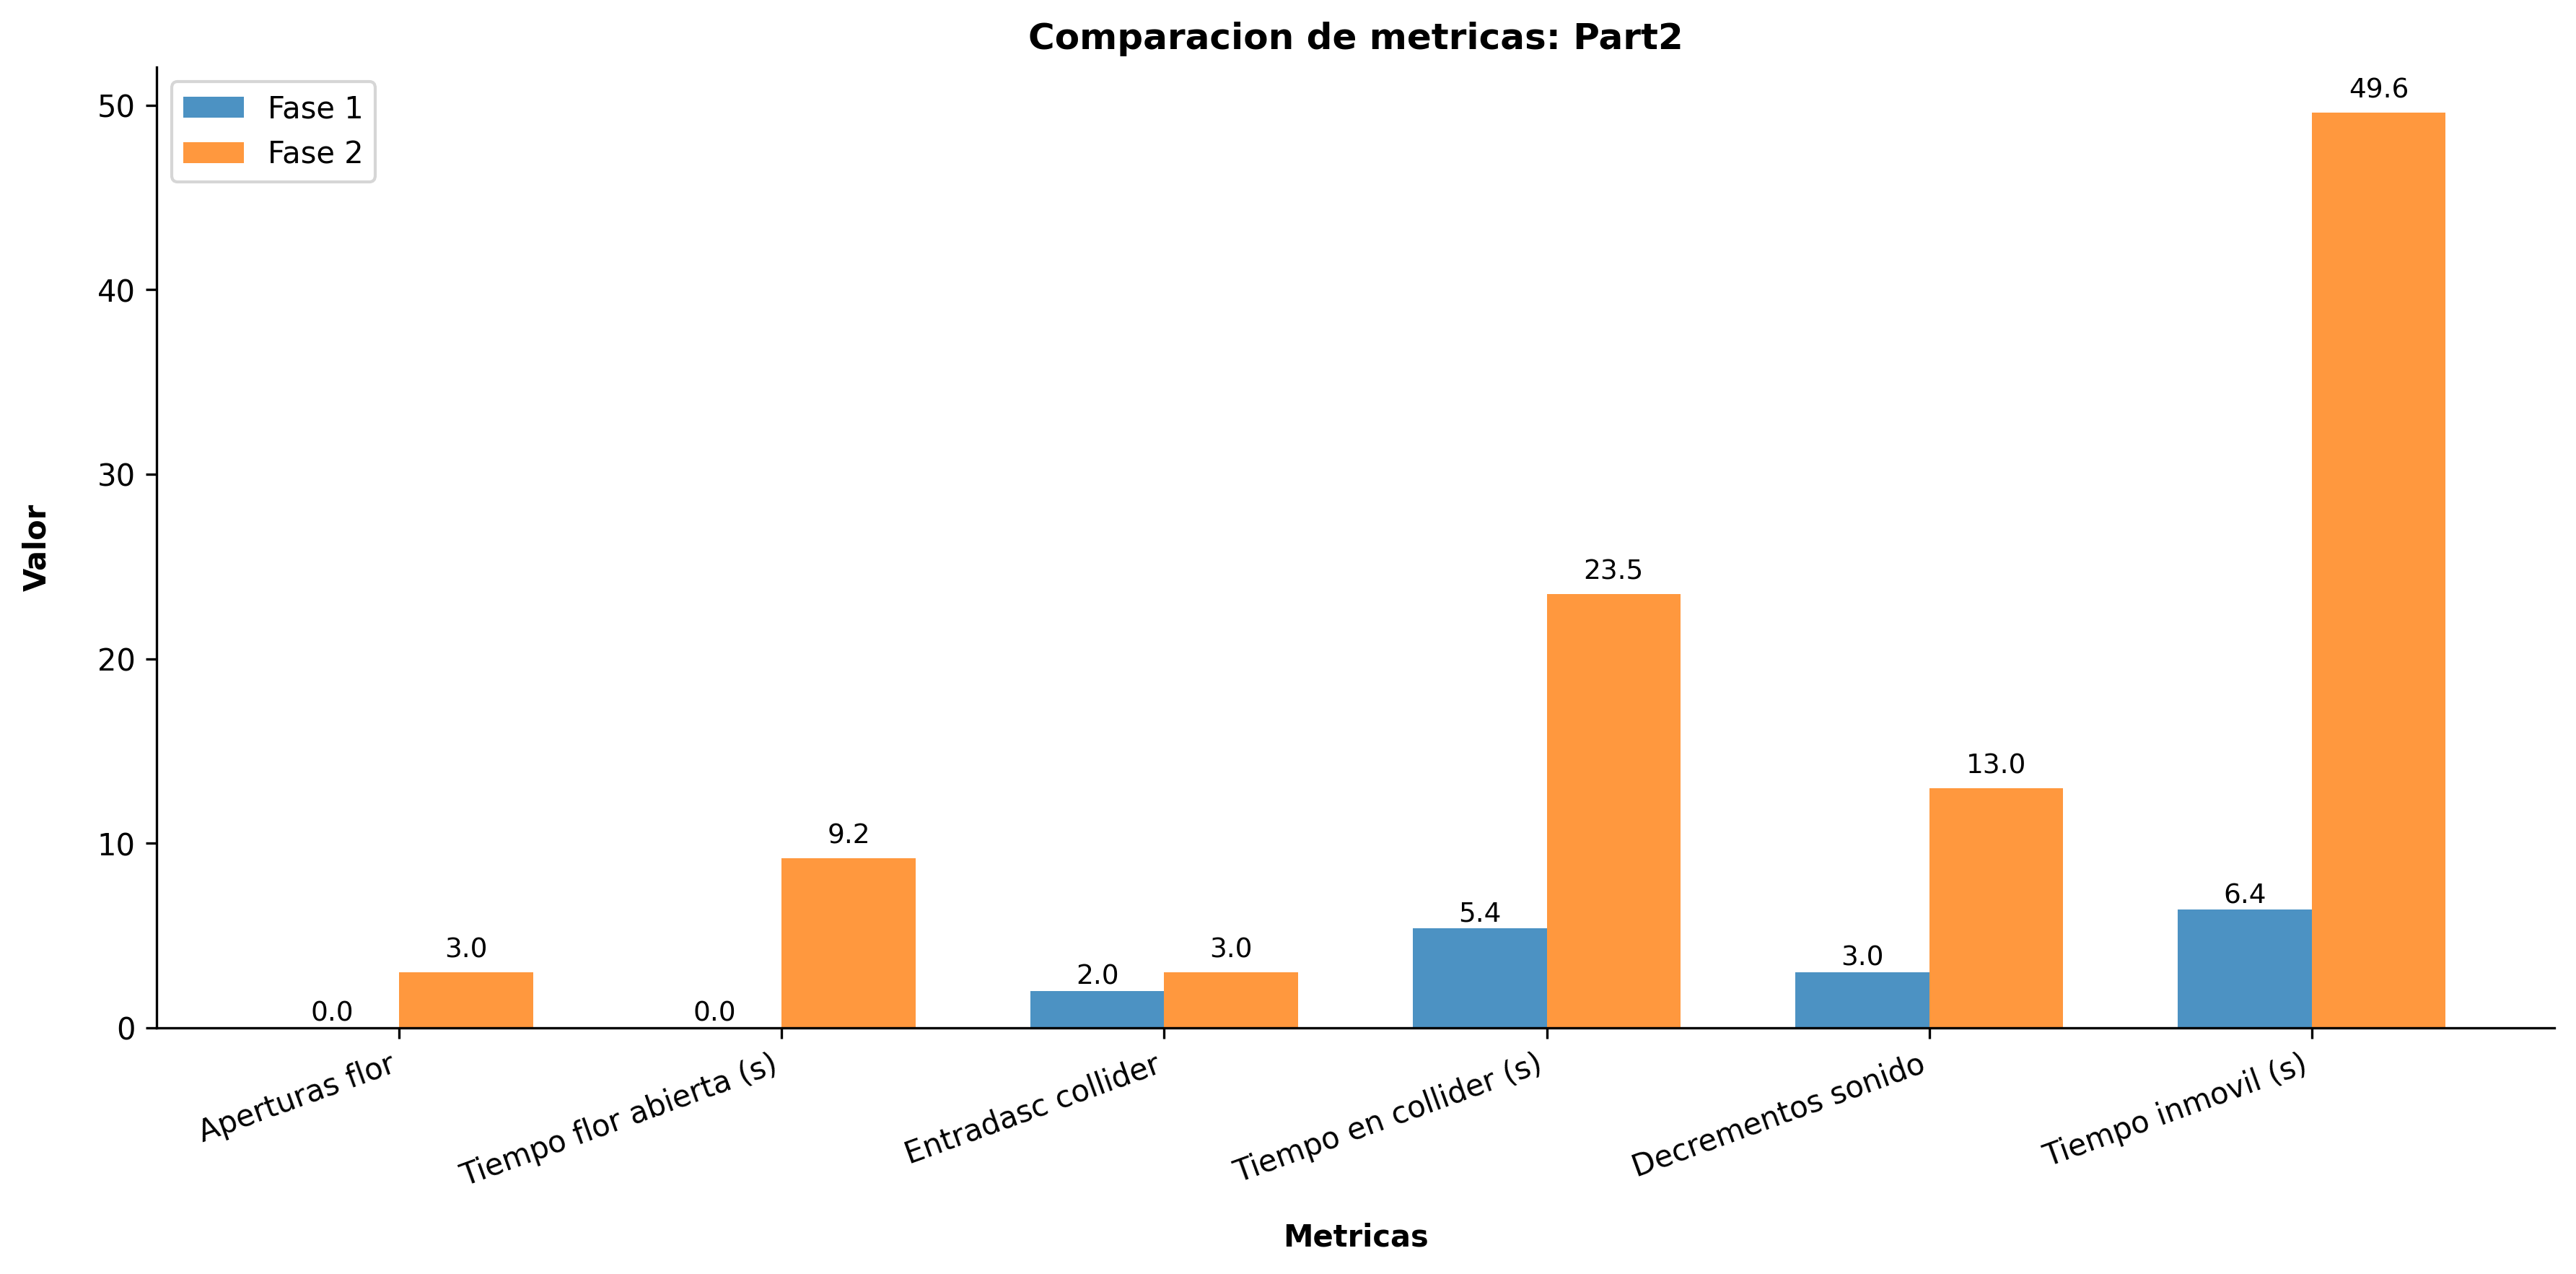 Comparacion de metricas: Part2
Fase 1
Fase 2
Valor
50
40
30
20
10
0
0.0
3.0
0.0
9.2
2.0
3.0
5.4
23.5
3.0
13.0
6.4
49.6
Aperturas flor
Tiempo flor abierta (s)
Entradasc collider
Tiempo en collider (s)
Decrementos sonido
Tiempo inmovil (s)
Metricas